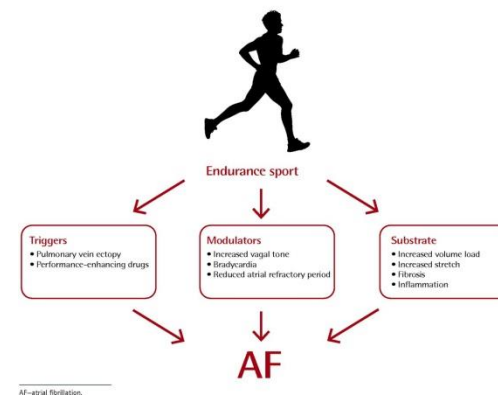 Endurance sport
Triggers
• Pulmonary vein ectopy
• Performance-enhancing drugs
Modulators
• Increased vagal tone
• Bradycardia
• Reduced atrial refractory period
Substrate
• Increased volume load
• Increased stretch
• Fibrosis
• Inflammation
AF
AF—atrial fibrillation.